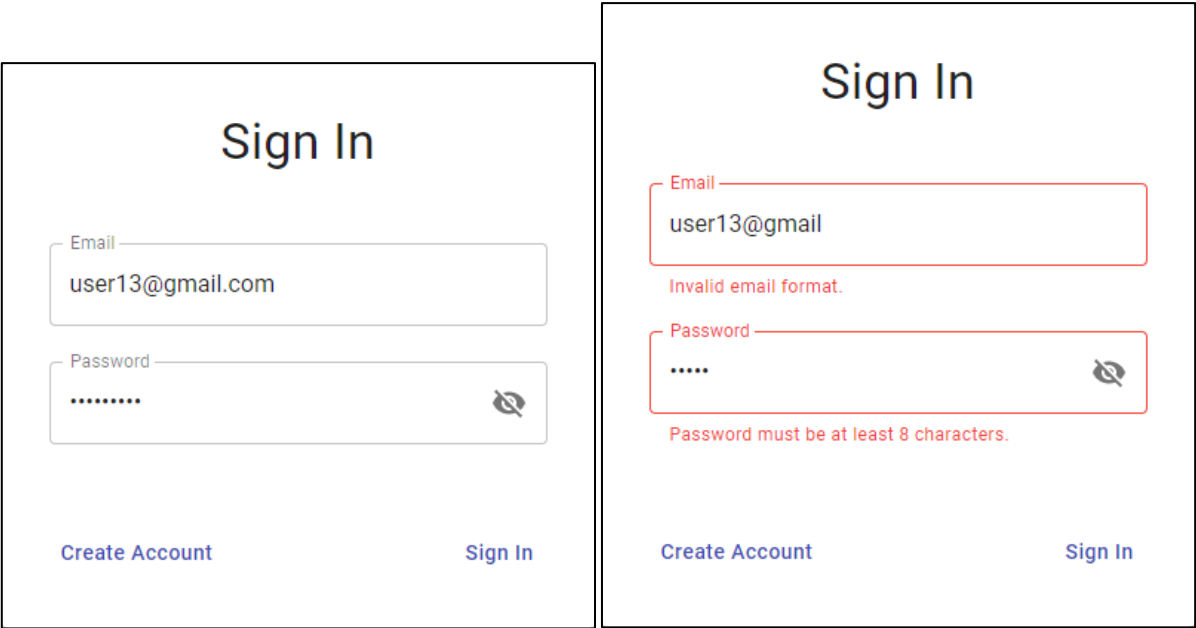 Sign In
Email
user13@gmail.com
Password
•••••••••
Create Account
Sign In
Sign In
Email
user13@gmail
Invalid email format.
Password
•••••
Password must be at least 8 characters.
Create Account
Sign In